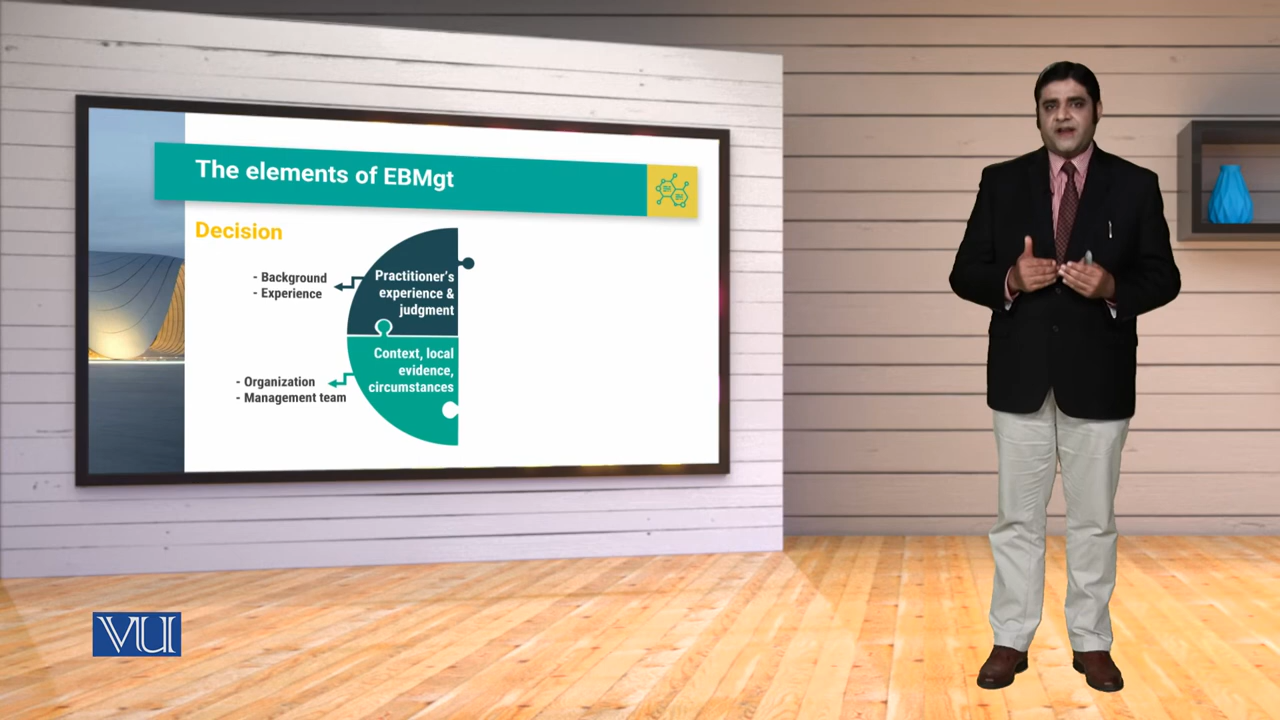 The elements of EBMgt
Decision
- Background
- Experience
Practitioner's
experience &
judgment
Context, local
evidence,
circumstances
- Organization
- Management team
VU